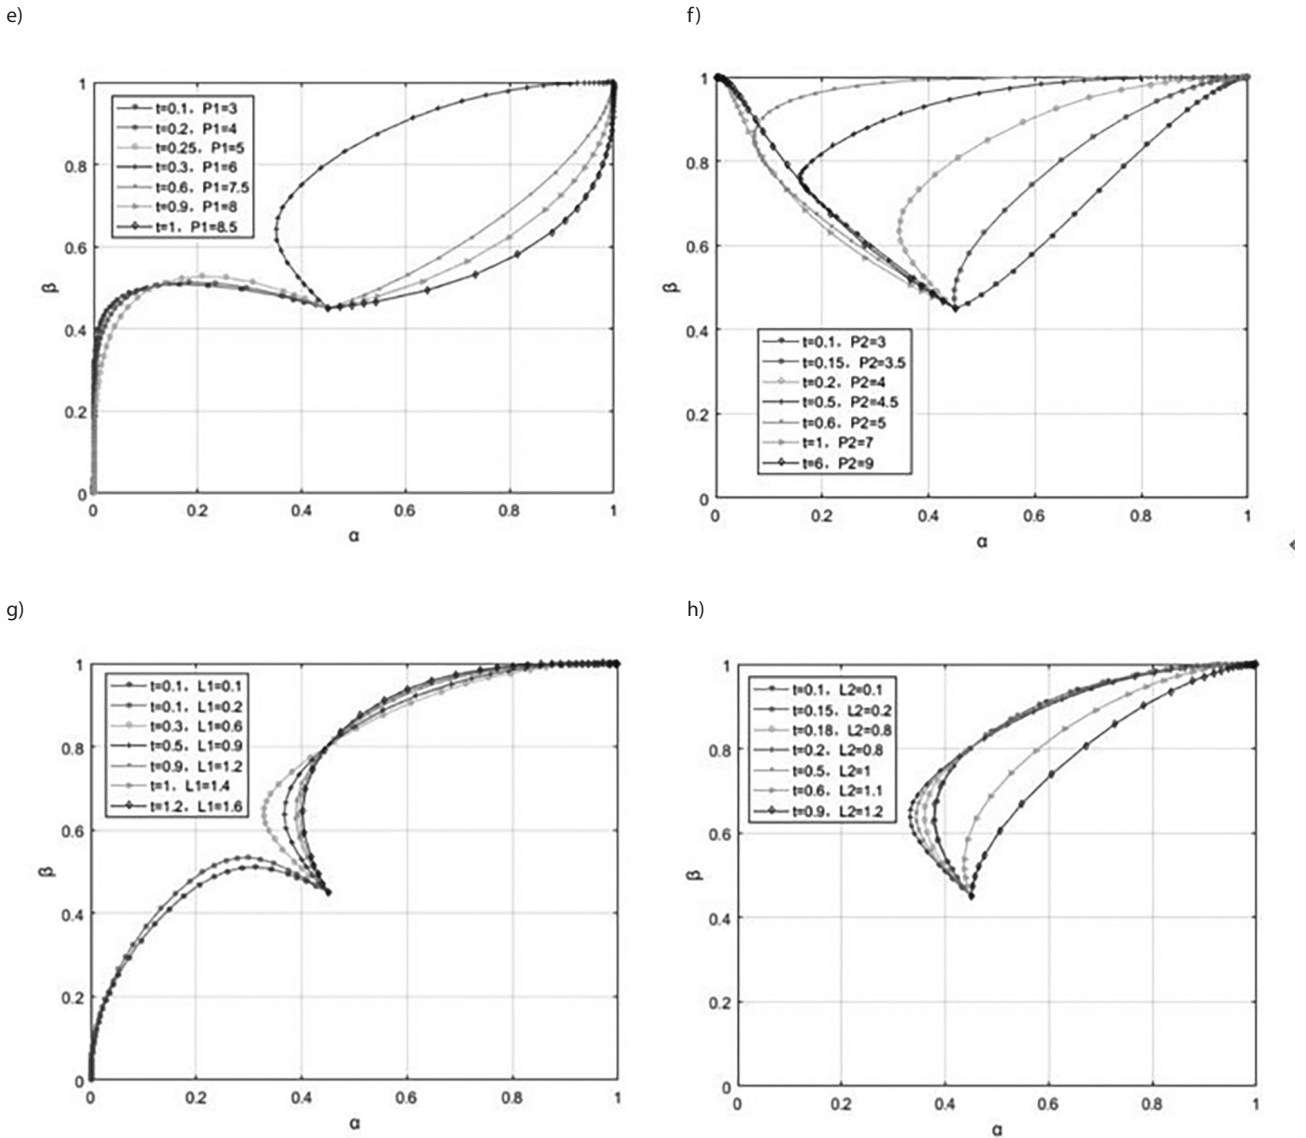 e)
1
0.8
0.6
0.4
0.2
0
β
t=0.1, P1=3
t=0.2, P1=4
t=0.25, P1=5
t=0.3, P1=6
t=0.6, P1=7.5
t=0.9, P1=8
t=1, P1=8.5
0 0.2 0.4 0.6 0.8 1
α
f)
1
0.8
0.6
0.4
0.2
0
β
t=0.1, P2=3
t=0.15, P2=3.5
t=0.2, P2=4
t=0.5, P2=4.5
t=0.6, P2=5
t=1, P2=7
t=6, P2=9
0 0.2 0.4 0.6 0.8 1
α
g)
1
0.8
0.6
0.4
0.2
0
β
t=0.1, L1=0.1
t=0.1, L1=0.2
t=0.3, L1=0.6
t=0.5, L1=0.9
t=0.9, L1=1.2
t=1, L1=1.4
t=1.2, L1=1.6
0 0.2 0.4 0.6 0.8 1
α
h)
1
0.8
0.6
0.4
0.2
0
β
t=0.1, L2=0.1
t=0.15, L2=0.2
t=0.18, L2=0.8
t=0.2, L2=0.8
t=0.5, L2=1
t=0.6, L2=1.1
t=0.9, L2=1.2
0 0.2 0.4 0.6 0.8 1
α